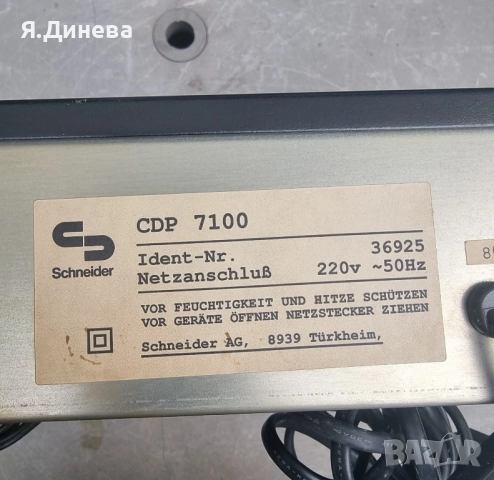 Я.Динева
Schneider
CDP 7100
Ident-Nr. 36925
Netzanschluß 220v ~50Hz
VOR FEUCHTIGKEIT UND HITZE SCHÜTZEN
VOR GERÄTE ÖFFNEN NETZSTECKER ZIEHEN
Schneider AG, 8939 Türkheim,
BAZAR